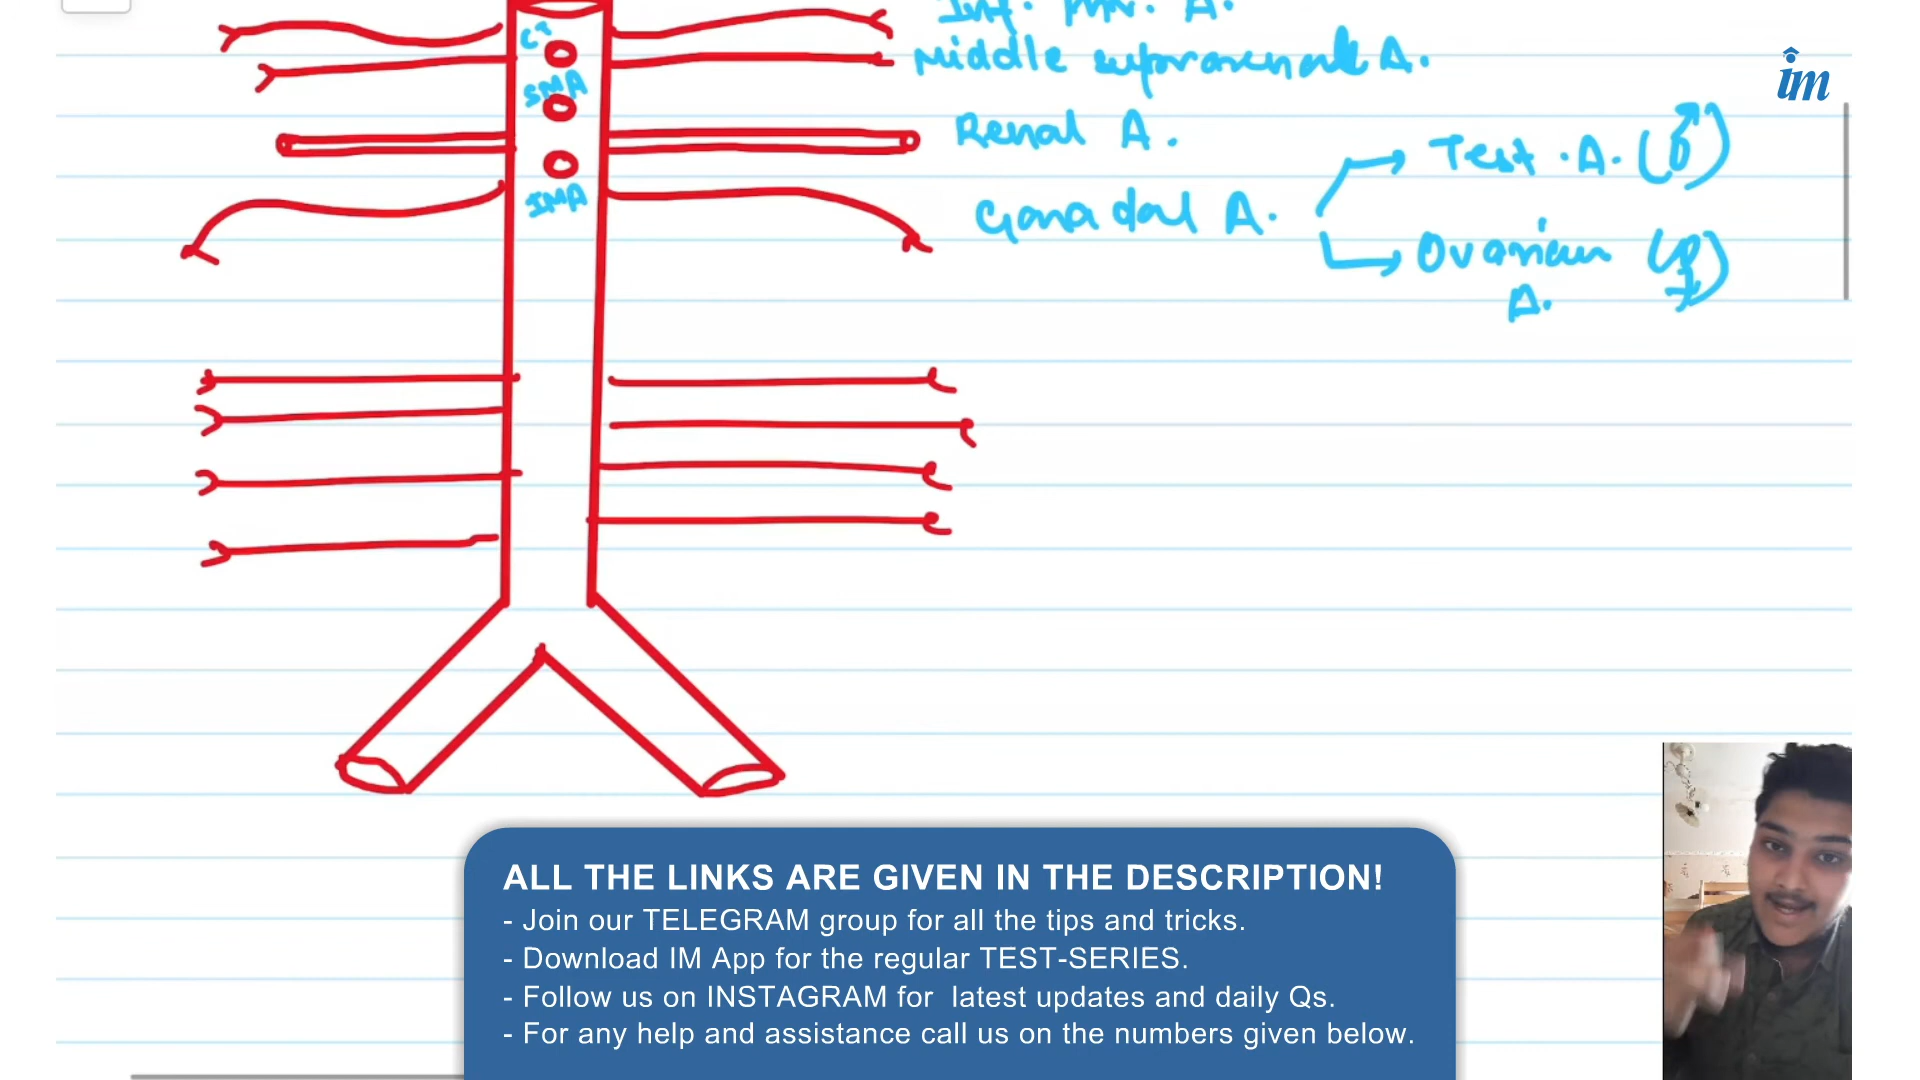 Inf. Phr. A.
CT
Middle suprarenal A.
SMA
Renal A.
Test. A. (♂)
IMA
Gonadal A.
Ovarian (♀)
A.
im
ALL THE LINKS ARE GIVEN IN THE DESCRIPTION!
- Join our TELEGRAM group for all the tips and tricks.
- Download IM App for the regular TEST-SERIES.
- Follow us on INSTAGRAM for latest updates and daily Qs.
- For any help and assistance call us on the numbers given below.